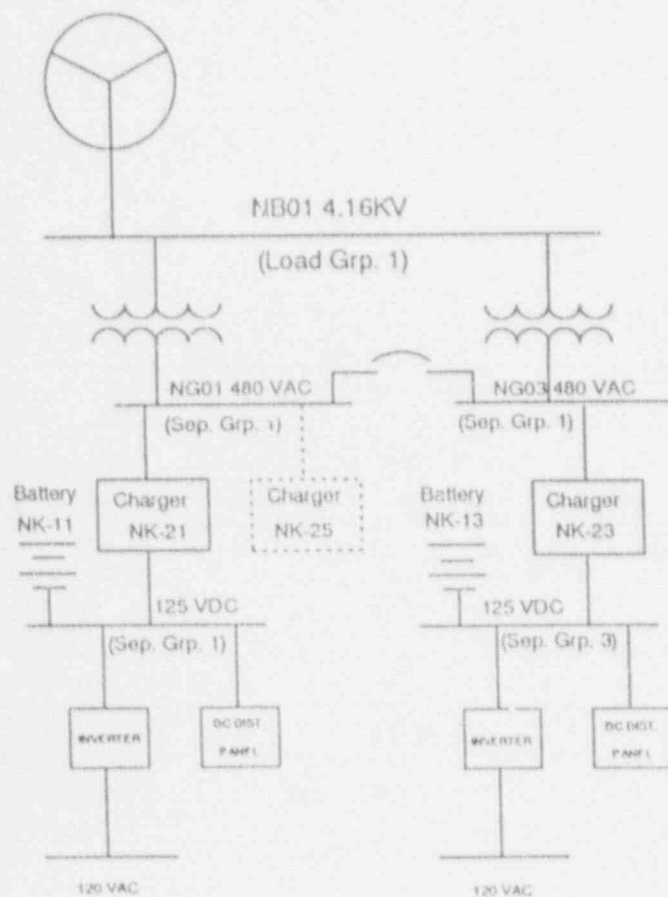 NB01 4.16KV
(Load Grp. 1)
NG01 480 VAC
(Sep. Grp. 1)
NG03 480 VAC
(Sep. Grp. 1)
Battery
NK-11
Charger
NK-21
Charger
NK-25
Battery
NK-13
Charger
NK-23
125 VDC
(Sep. Grp. 1)
125 VDC
(Sep. Grp. 3)
INVERTER
DC DIST.
PANEL
INVERTER
DC DIST.
PANEL
120 VAC
120 VAC